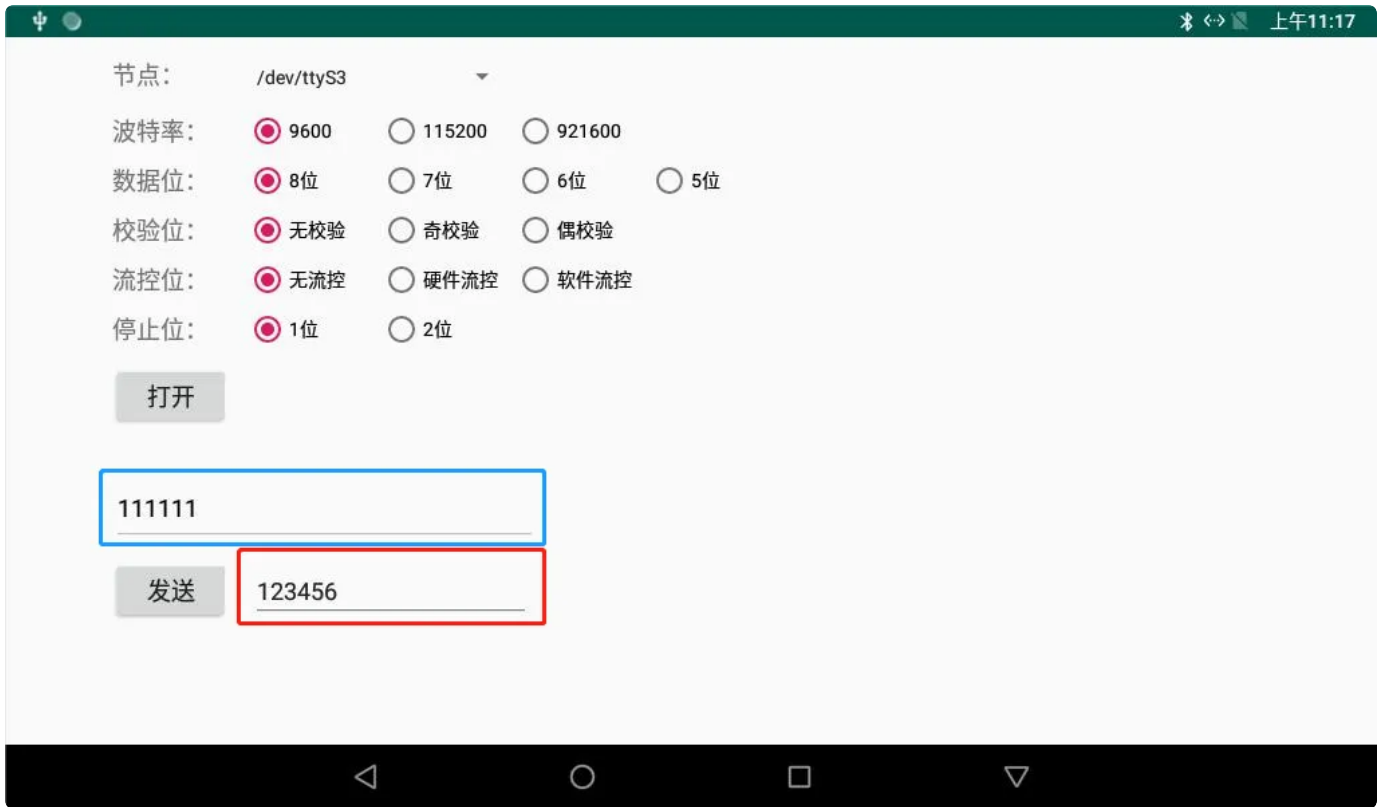 上午11:17
节点： /dev/ttyS3
波特率： 9600 115200 921600
数据位： 8位 7位 6位 5位
校验位： 无校验 奇校验 偶校验
流控位： 无流控 硬件流控 软件流控
停止位： 1位 2位
打开
111111
发送 123456